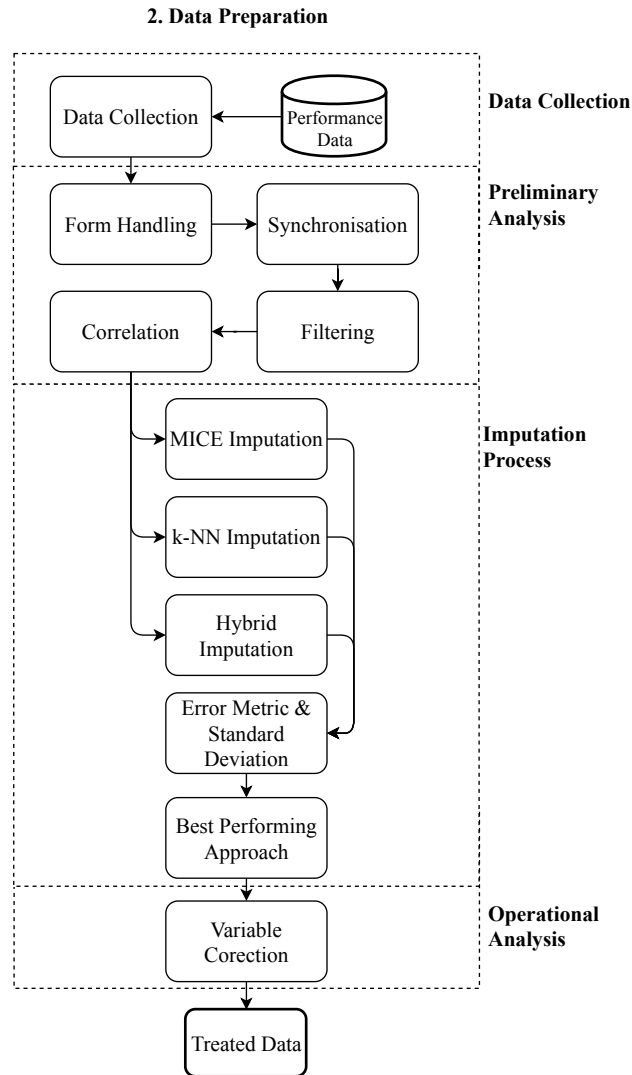 2. Data Preparation
Data Collection
Performance
Data
Data Collection
Form Handling
Synchronisation
Preliminary
Analysis
Correlation
Filtering
MICE Imputation
Imputation
Process
k-NN Imputation
Hybrid
Imputation
Error Metric &
Standard
Deviation
Best Performing
Approach
Variable
Corection
Operational
Analysis
Treated Data